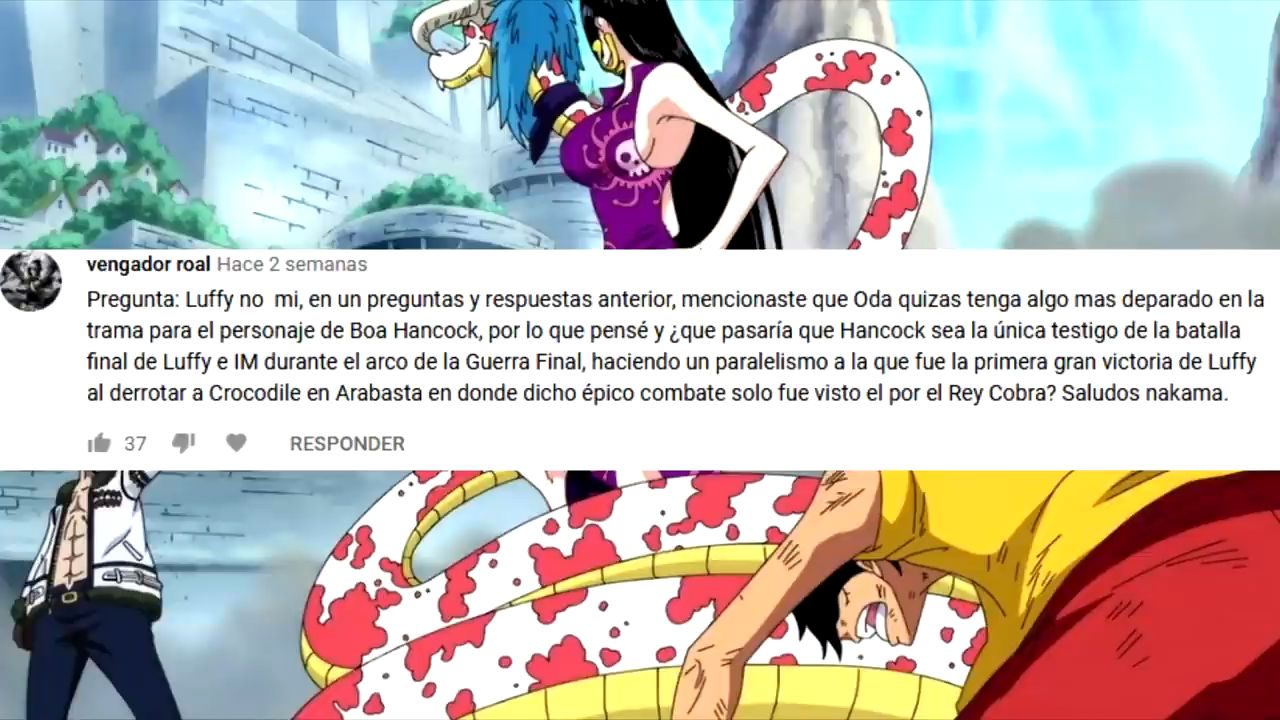 vengador roal Hace 2 semanas
Pregunta: Luffy no  mi, en un preguntas y respuestas anterior, mencionaste que Oda quizas tenga algo mas deparado en la
trama para el personaje de Boa Hancock, por lo que pensé y ¿que pasaría que Hancock sea la única testigo de la batalla
final de Luffy e IM durante el arco de la Guerra Final, haciendo un paralelismo a la que fue la primera gran victoria de Luffy
al derrotar a Crocodile en Arabasta en donde dicho épico combate solo fue visto el por el Rey Cobra? Saludos nakama.
37 RESPONDER